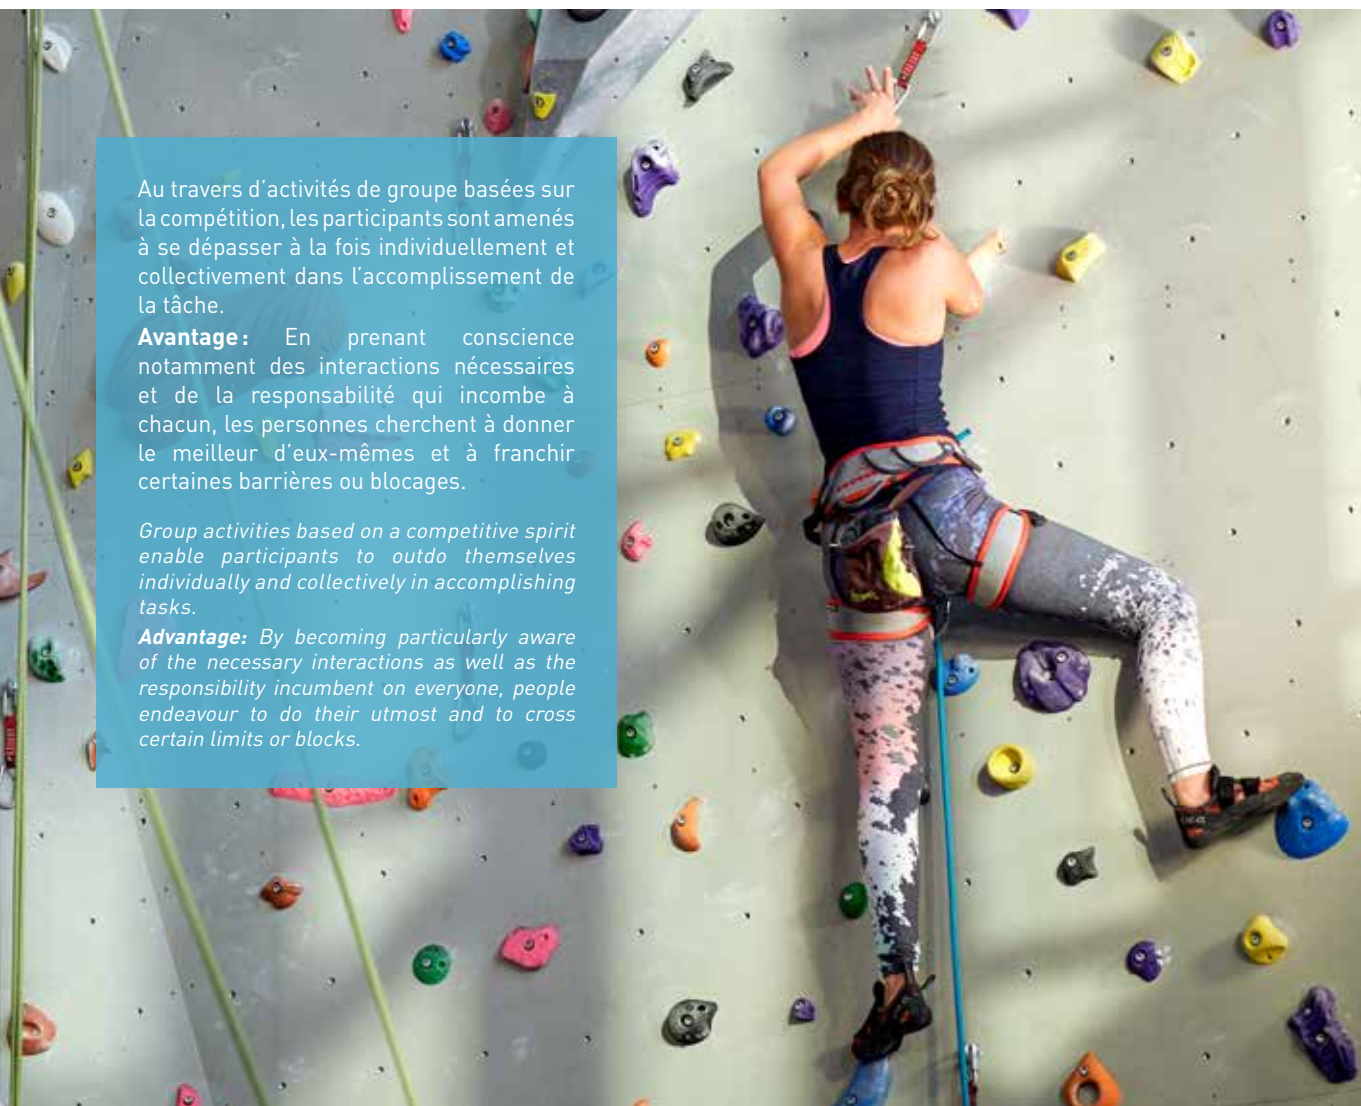 Au travers d’activités de groupe basées sur
la compétition, les participants sont amenés
à se dépasser à la fois individuellement et
collectivement dans l’accomplissement de
la tâche.
Avantage : En prenant conscience
notamment des interactions nécessaires
et de la responsabilité qui incombe à
chacun, les personnes cherchent à donner
le meilleur d’eux-mêmes et à franchir
certaines barrières ou blocages.
Group activities based on a competitive spirit
enable participants to outdo themselves
individually and collectively in accomplishing
tasks.
Advantage: By becoming particularly aware
of the necessary interactions as well as the
responsibility incumbent on everyone, people
endeavour to do their utmost and to cross
certain limits or blocks.